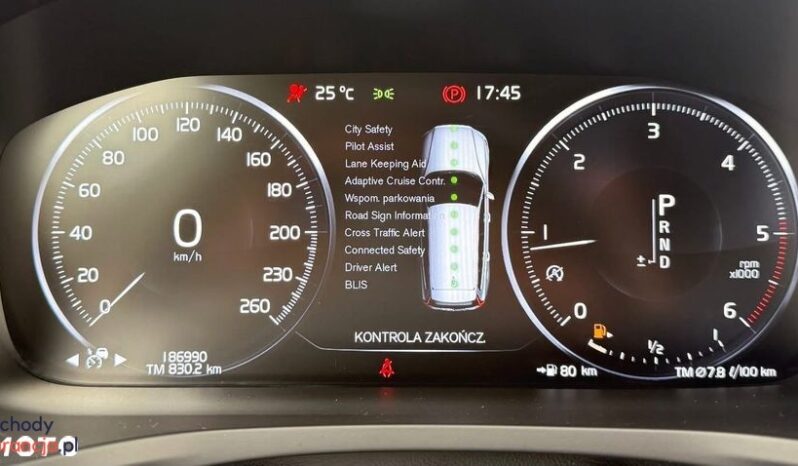 25 °C
P 17:45
City Safety
Pilot Assist
Lane Keeping Aid
Adaptive Cruise Contr.
Wspom. parkowania
Road Sign Information
Cross Traffic Alert
Connected Safety
Driver Alert
BLIS
KONTROLA ZAKOŃCZ.
0 20 40 60 80 100 120 140 160 180 200 230 260
0
km/h
186990
TM 830.2 km
0 1 2 3 4 5 6
P
R
N
D
±
rpm
x1000
1/2 1
80 km
TM Ø7.8 ℓ/100 km
chody
.pl
MOTO